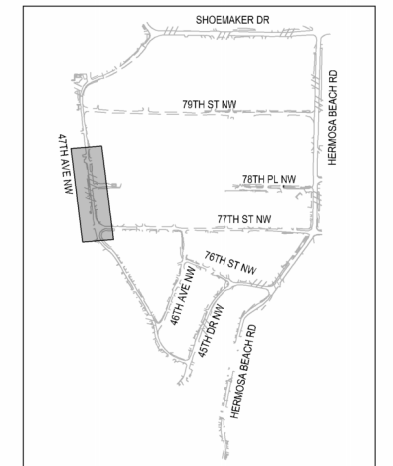 SHOEMAKER DR
79TH ST NW
HERMOSA BEACH RD
47TH AVE NW
78TH PL NW
77TH ST NW
76TH ST NW
46TH AVE NW
45TH DR NW
HERMOSA BEACH RD